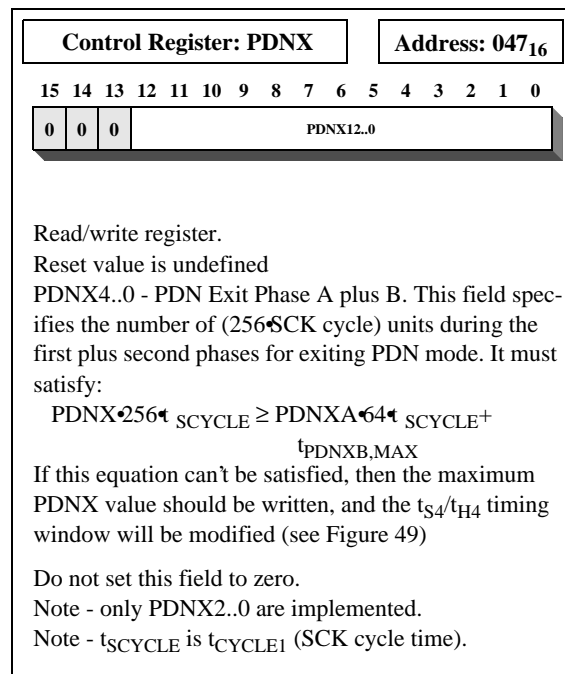 Control Register: PDNX
Address: 047₁₆
15 14 13 12 11 10 9 8 7 6 5 4 3 2 1 0
0 0 0 PDNX12..0
Read/write register.
Reset value is undefined
PDNX4..0 - PDN Exit Phase A plus B. This field spec-
ifies the number of (256•SCK cycle) units during the
first plus second phases for exiting PDN mode. It must
satisfy:
PDNX•256•t SCYCLE ≥ PDNXA•64•t SCYCLE+
tPDNXB,MAX
If this equation can't be satisfied, then the maximum
PDNX value should be written, and the tS4/tH4 timing
window will be modified (see Figure 49)
Do not set this field to zero.
Note - only PDNX2..0 are implemented.
Note - tSCYCLE is tCYCLE1 (SCK cycle time).